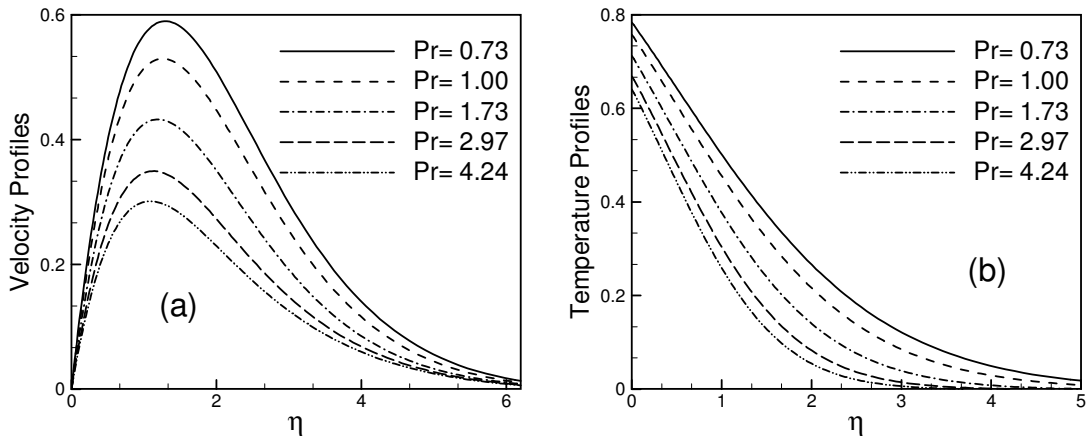 0.6
0.4
0.2
0
0
2
4
6
Velocity Profiles
η
(a)
Pr= 0.73
Pr= 1.00
Pr= 1.73
Pr= 2.97
Pr= 4.24
0.8
0.6
0.4
0.2
0
0
1
2
3
4
5
Temperature Profiles
η
(b)
Pr= 0.73
Pr= 1.00
Pr= 1.73
Pr= 2.97
Pr= 4.24